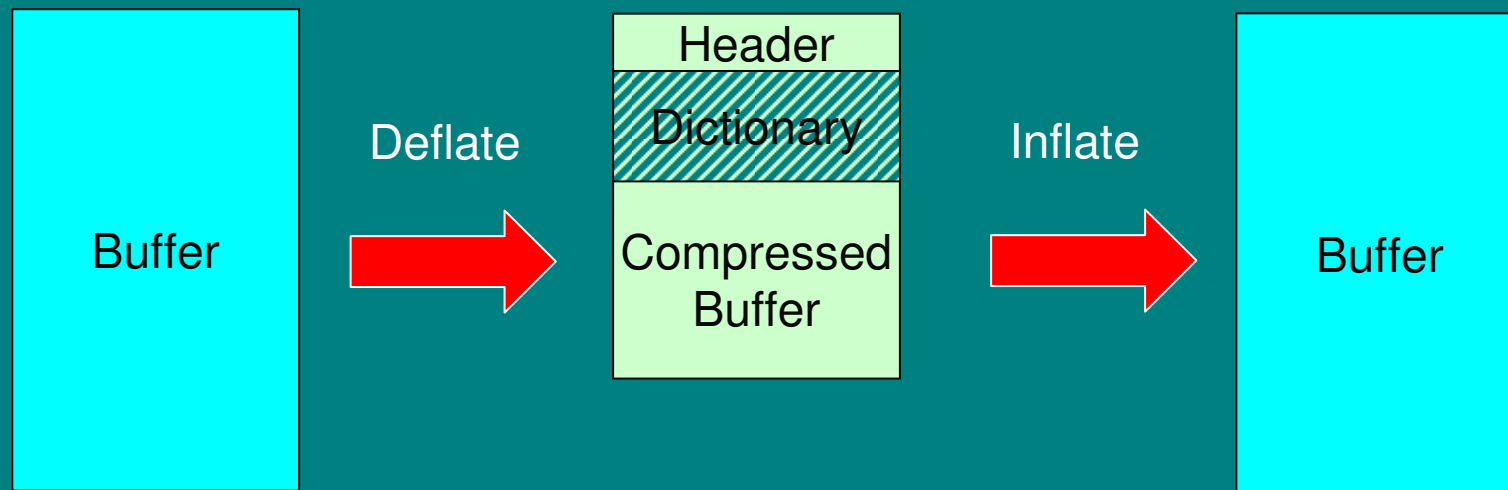 Buffer
Deflate
Header
Dictionary
Compressed
Buffer
Inflate
Buffer